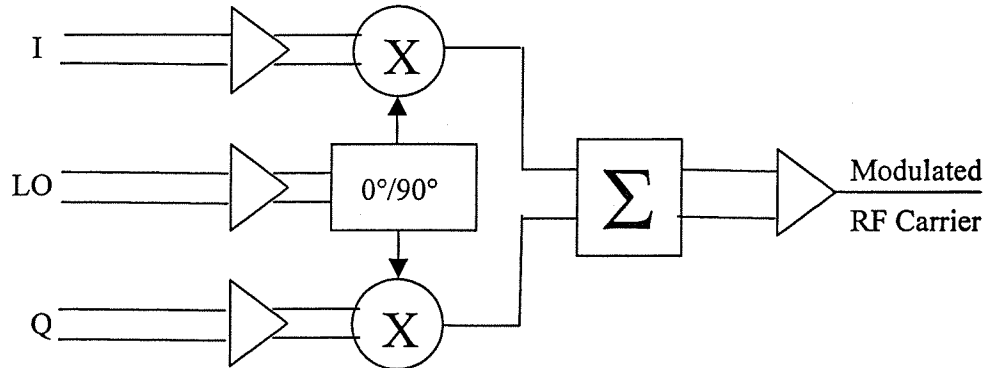 I
X
LO
0°/90°
Σ
Modulated
RF Carrier
Q
X